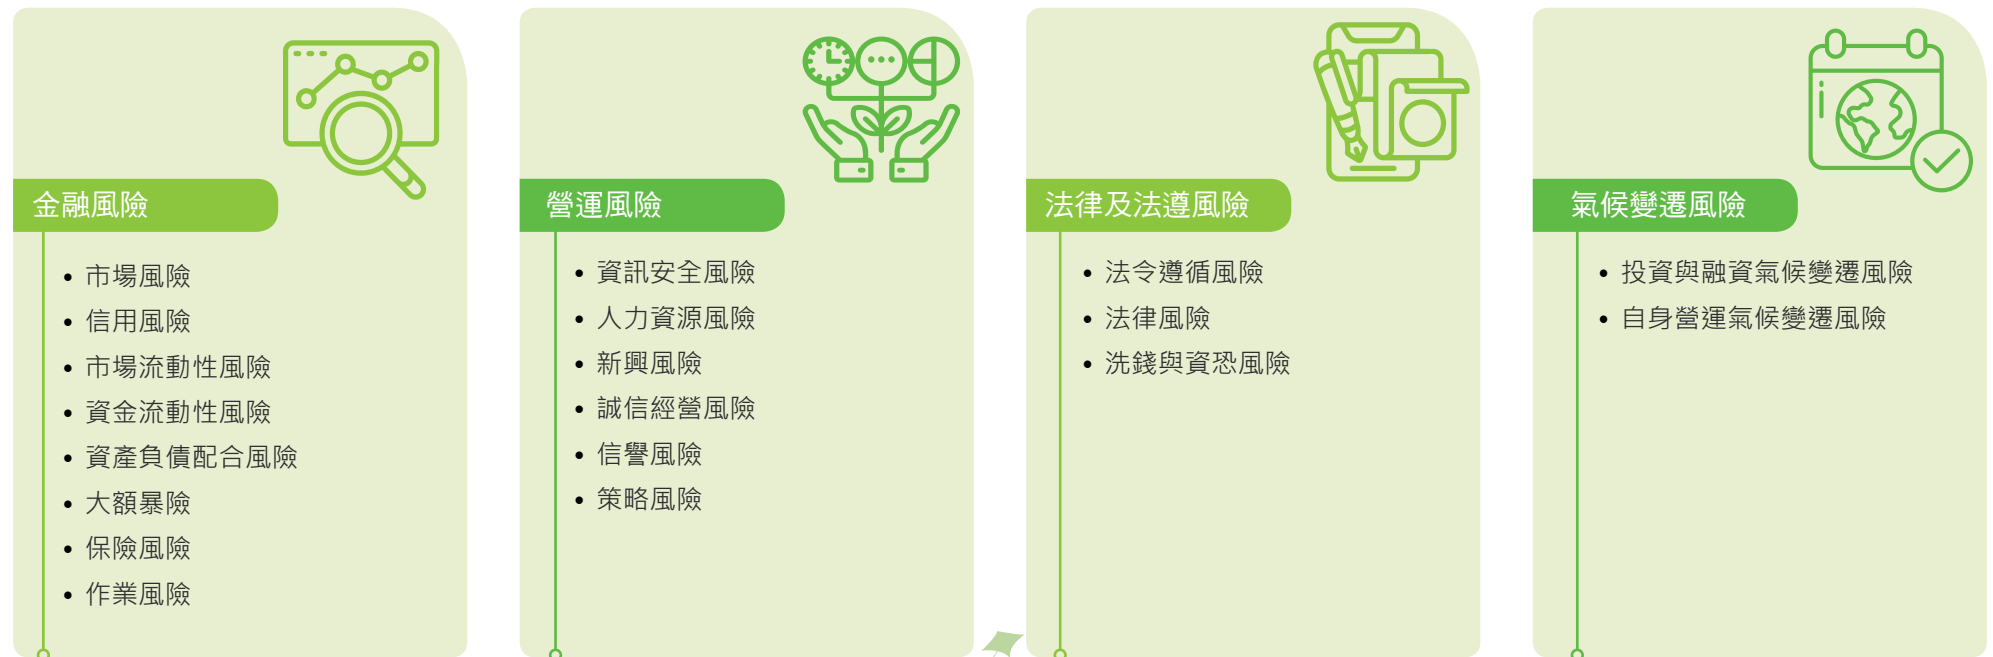 金融風險
• 市場風險
• 信用風險
• 市場流動性風險
• 資金流動性風險
• 資產負債配合風險
• 大額暴險
• 保險風險
• 作業風險
營運風險
• 資訊安全風險
• 人力資源風險
• 新興風險
• 誠信經營風險
• 信譽風險
• 策略風險
法律及法遵風險
• 法令遵循風險
• 法律風險
• 洗錢與資恐風險
氣候變遷風險
• 投資與融資氣候變遷風險
• 自身營運氣候變遷風險